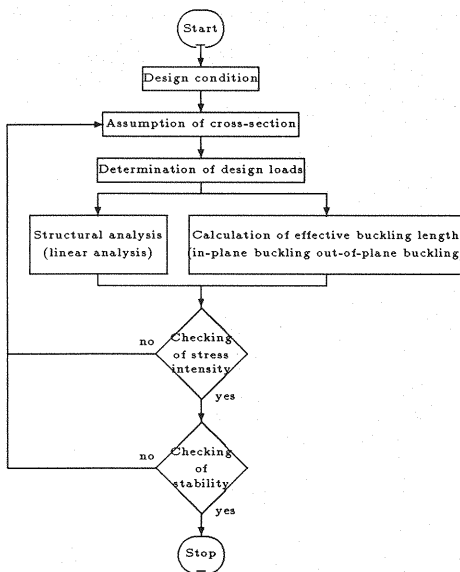 Start
Design condition
Assumption of cross-section
Determination of design loads
Structural analysis
(linear analysis)
Calculation of effective buckling length
(in-plane buckling out-of-plane buckling
no
Checking
of stress
intensity
yes
no
Checking
of
stability
yes
Stop